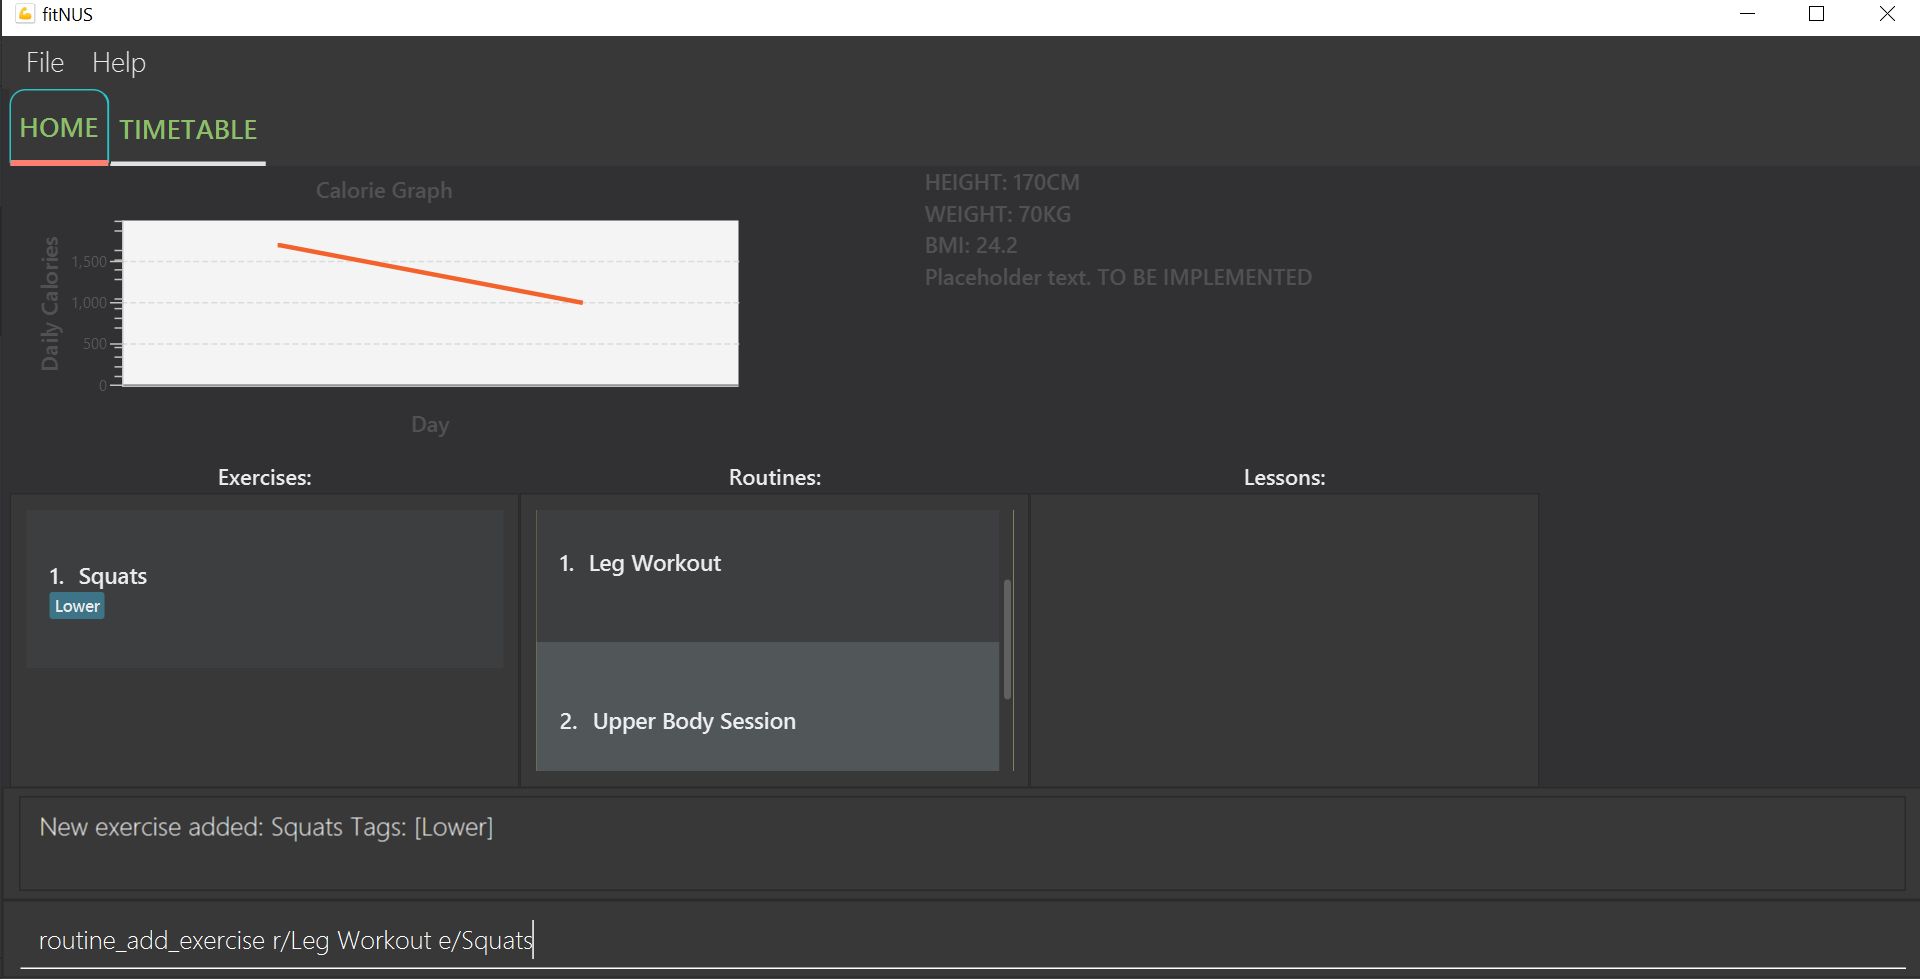 fitNUS
File Help
HOME TIMETABLE
Calorie Graph
Daily Calories
1,500
1,000
500
0
Day
HEIGHT: 170CM
WEIGHT: 70KG
BMI: 24.2
Placeholder text. TO BE IMPLEMENTED
Exercises:
1. Squats
Lower
Routines:
1. Leg Workout
2. Upper Body Session
Lessons:
New exercise added: Squats Tags: [Lower]
routine_add_exercise r/Leg Workout e/Squats